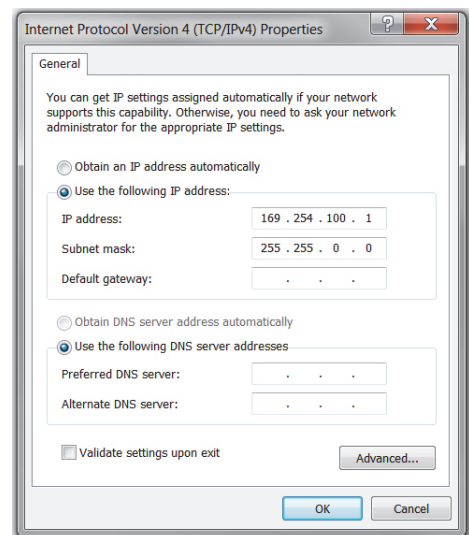 Internet Protocol Version 4 (TCP/IPv4) Properties
?
X
General
You can get IP settings assigned automatically if your network
supports this capability. Otherwise, you need to ask your network
administrator for the appropriate IP settings.
Obtain an IP address automatically
Use the following IP address:
IP address: 169 . 254 . 100 . 1
Subnet mask: 255 . 255 . 0 . 0
Default gateway: . . .
Obtain DNS server address automatically
Use the following DNS server addresses
Preferred DNS server: . . .
Alternate DNS server: . . .
Validate settings upon exit
Advanced...
OK Cancel